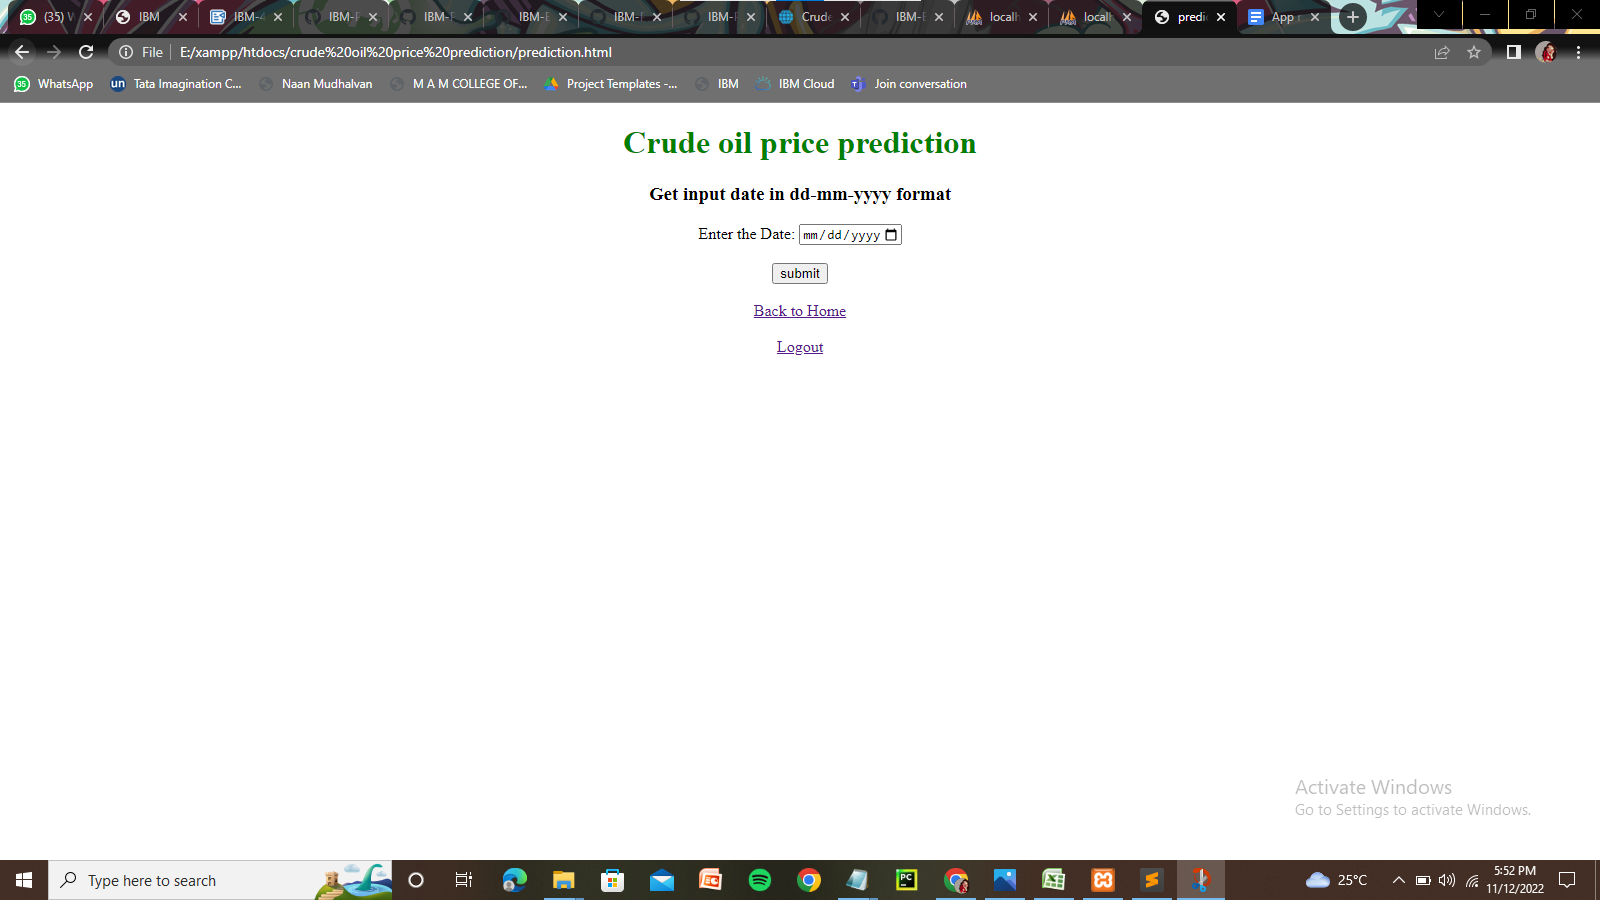 (35) W
IBM
IBM-4
IBM-P
IBM-E
IBM-E
IBM-I
IBM-P
Crude
IBM-E
localh
localh
predic
App r
File
E:/xampp/htdocs/crude%20oil%20price%20prediction/prediction.html
WhatsApp
un
Tata Imagination C...
Naan Mudhalvan
M A M COLLEGE OF...
Project Templates -...
IBM
IBM Cloud
Join conversation
Crude oil price prediction
Get input date in dd-mm-yyyy format
Enter the Date: mm/dd/yyyy
submit
Back to Home
Logout
Activate Windows
Go to Settings to activate Windows.
Type here to search
25°C
5:52 PM
11/12/2022